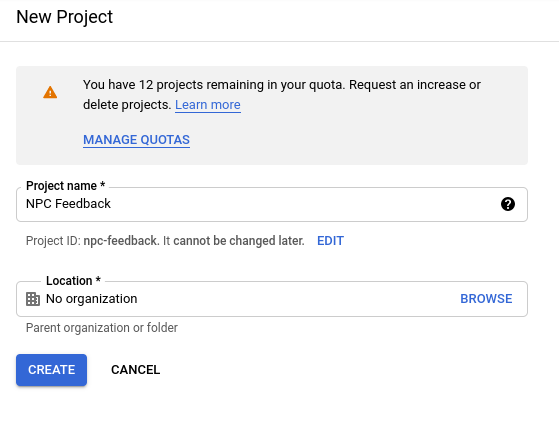 New Project
You have 12 projects remaining in your quota. Request an increase or
delete projects. Learn more
MANAGE QUOTAS
Project name *
NPC Feedback
Project ID: npc-feedback. It cannot be changed later. EDIT
Location *
No organization BROWSE
Parent organization or folder
CREATE CANCEL